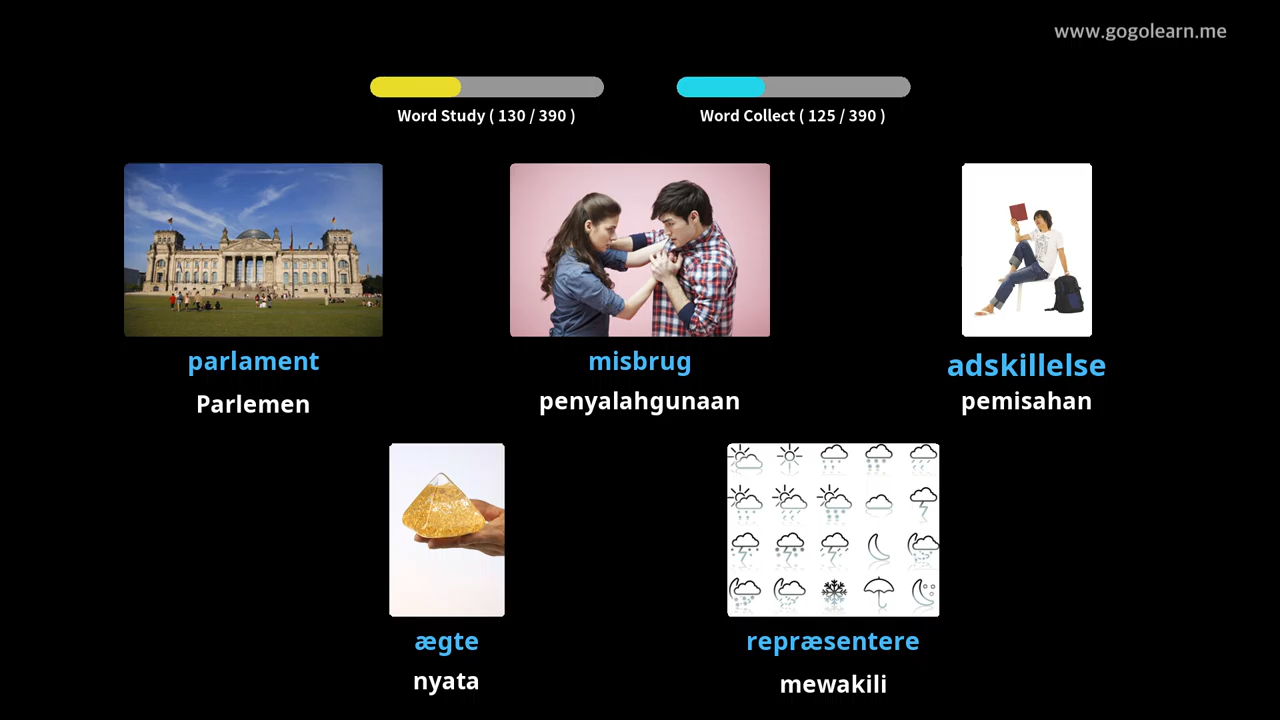 www.gogolearn.me
Word Study ( 130 / 390 )
Word Collect ( 125 / 390 )
parlament
Parlemen
misbrug
penyalahgunaan
adskillelse
pemisahan
ægte
nyata
repræsentere
mewakili